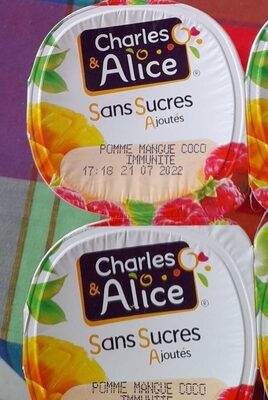 Charles
& Alice®
Sans Sucres
Ajoutés
POMME MANGUE COCO
IMMUNITE
17:18 21 07 2022
Charles
& Alice®
Sans Sucres
Ajoutés
POMME MANGUE COCO
IMMUNITE